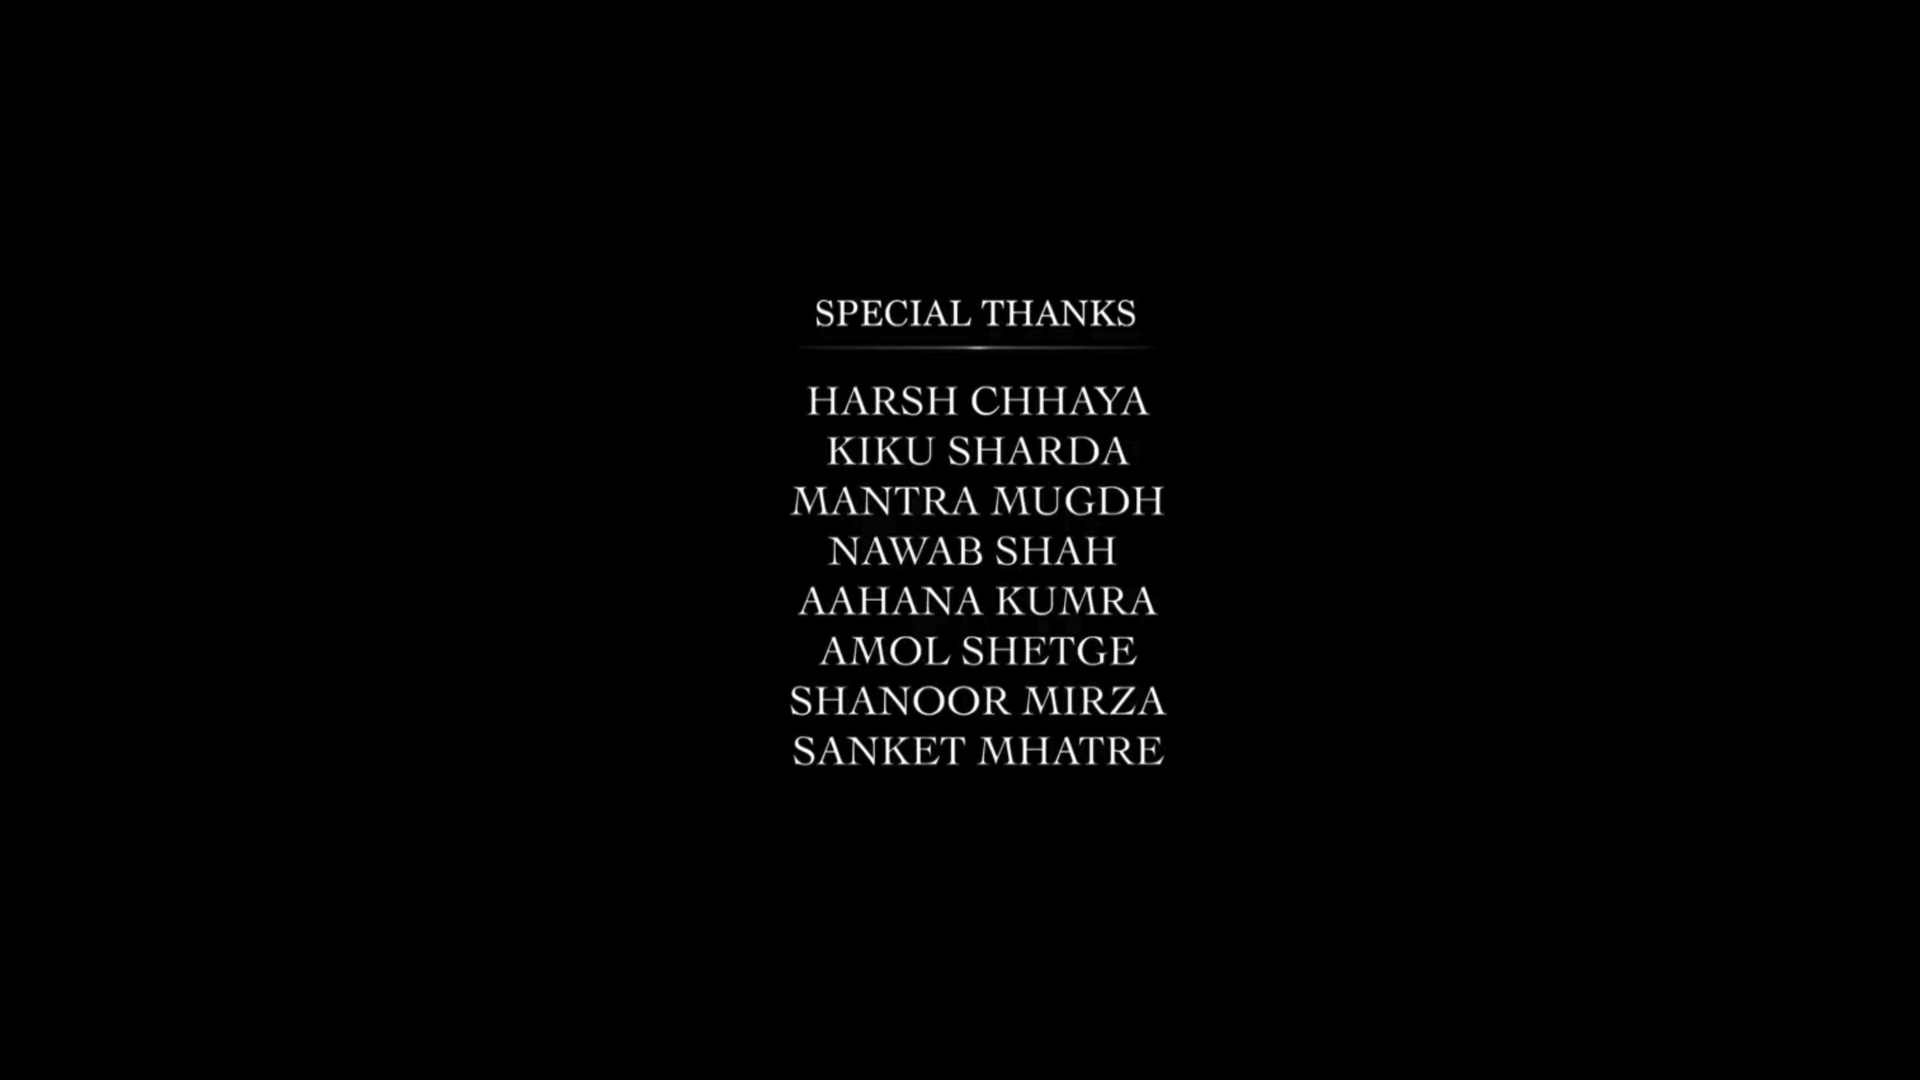 SPECIAL THANKS
HARSH CHHAYA
KIKU SHARDA
MANTRA MUGDH
NAWAB SHAH
AAHANA KUMRA
AMOL SHETGE
SHANOOR MIRZA
SANKET MHATRE